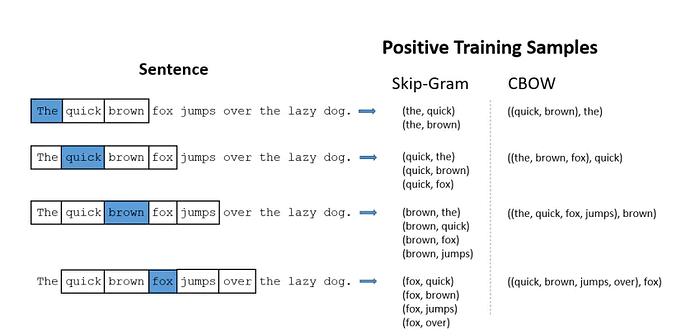 Positive Training Samples
Sentence
Skip-Gram
CBOW
The quick brown fox jumps over the lazy dog.
(the, quick)
(the, brown)
((quick, brown), the)
The quick brown fox jumps over the lazy dog.
(quick, the)
(quick, brown)
(quick, fox)
((the, brown, fox), quick)
The quick brown fox jumps over the lazy dog.
(brown, the)
(brown, quick)
(brown, fox)
(brown, jumps)
((the, quick, fox, jumps), brown)
The quick brown fox jumps over the lazy dog.
(fox, quick)
(fox, brown)
(fox, jumps)
(fox, over)
((quick, brown, jumps, over), fox)